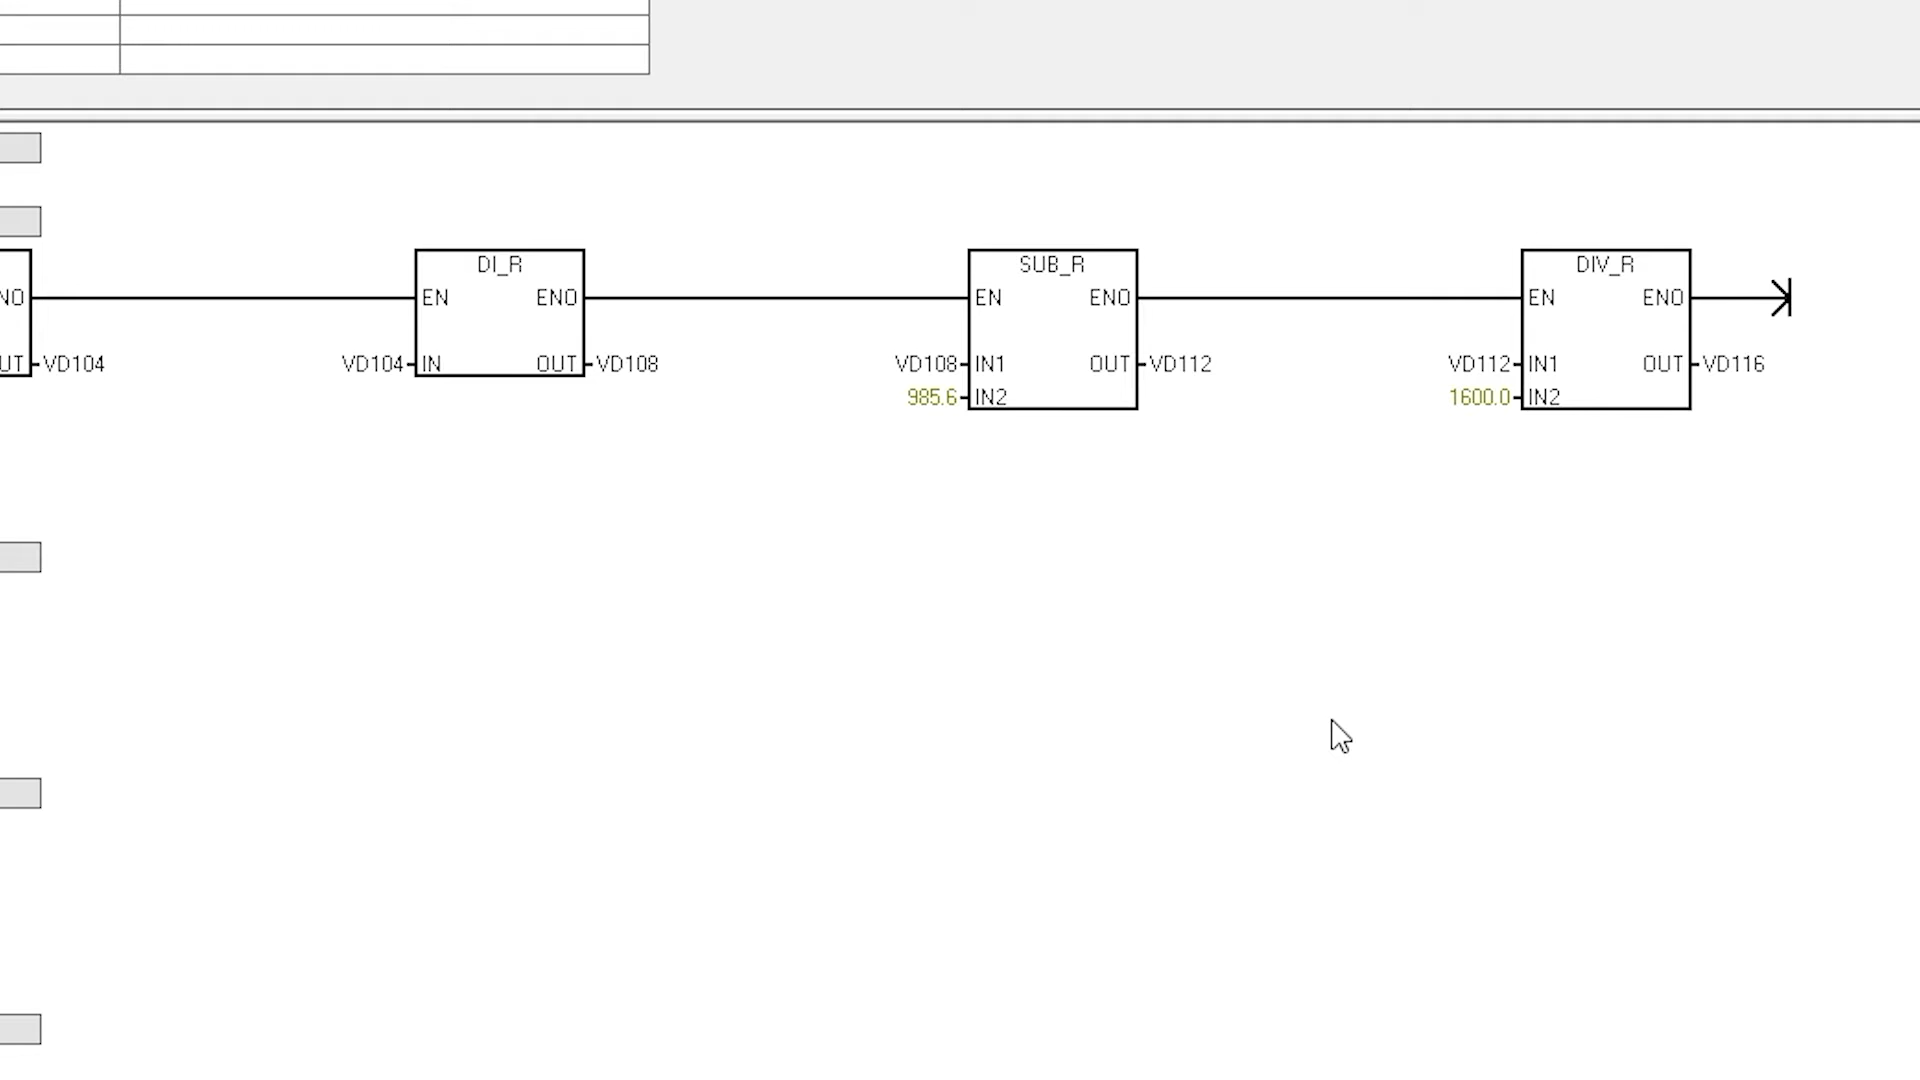 DI_R SUB_R DIV_R
NO EN ENO EN ENO EN ENO
UT VD104 VD104 IN OUT VD108 VD108 IN1 OUT VD112 VD112 IN1 OUT VD116
985.6 IN2 1600.0 IN2